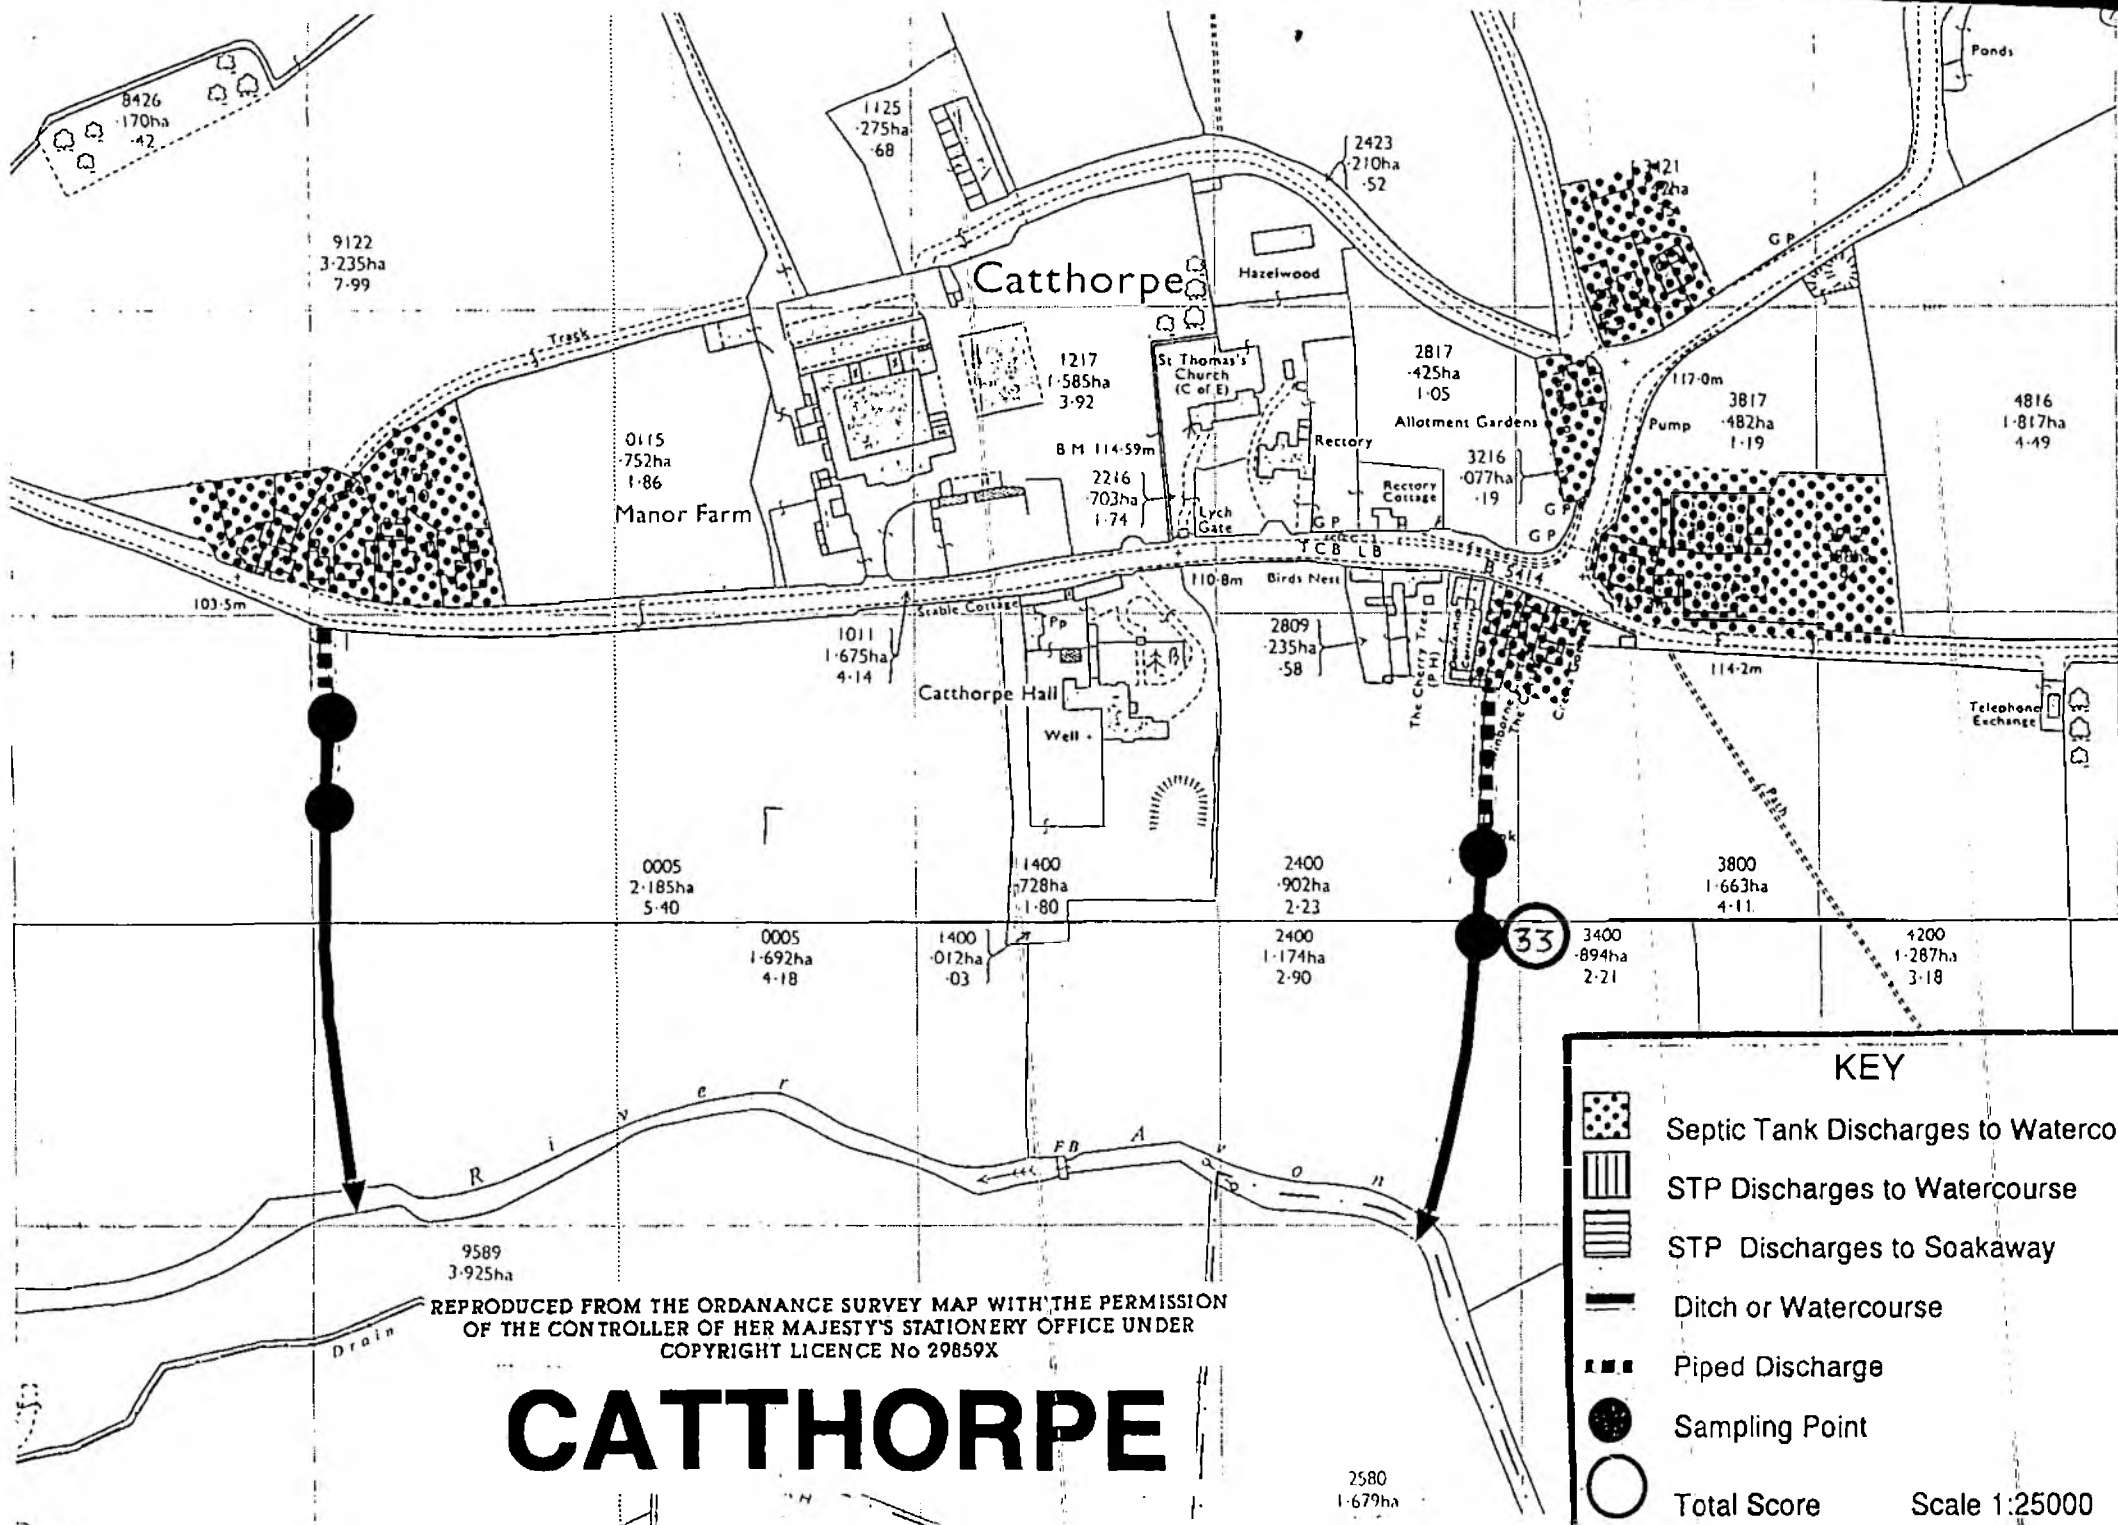 Ponds
8426
·170ha
·42
1125
·275ha
·68
2423
·210ha
·52
9122
3·235ha
7·99
G P
Catthorpe
Hazelwood
Track
1217
1·585ha
3·92
St Thomas's
Church
(C of E)
2817
·425ha
1·05
117·0m
3817
·482ha
1·19
4816
1·817ha
4·49
0115
·752ha
1·86
B M 114·59m
Rectory
Allotment Gardens
Pump
Manor Farm
2216
·703ha
1·74
Lych
Gate
Rectory
Cottage
3216
·077ha
·19
G P
G P
G P
T C B L B
103·5m
110·8m
Birds Nest
Stable Cottage
Pp
1011
1·675ha
4·14
2809
·235ha
·58
The Cherry Tree
(P H)
114·2m
Catthorpe Hall
Well
Telephone
Exchange
Path
0005
2·185ha
5·40
1400
·728ha
1·80
2400
·902ha
2·23
3800
1·663ha
4·11
0005
1·692ha
4·18
1400
·012ha
·03
2400
1·174ha
2·90
33
3400
·894ha
2·21
4200
1·287ha
3·18
River Avon
F B
9589
3·925ha
Drain
REPRODUCED FROM THE ORDANANCE SURVEY MAP WITH THE PERMISSION
OF THE CONTROLLER OF HER MAJESTY'S STATIONERY OFFICE UNDER
COPYRIGHT LICENCE No 29859X
CATTHORPE
2580
1·679ha
KEY
Septic Tank Discharges to Waterco
STP Discharges to Watercourse
STP Discharges to Soakaway
Ditch or Watercourse
Piped Discharge
Sampling Point
Total Score
Scale 1:25000